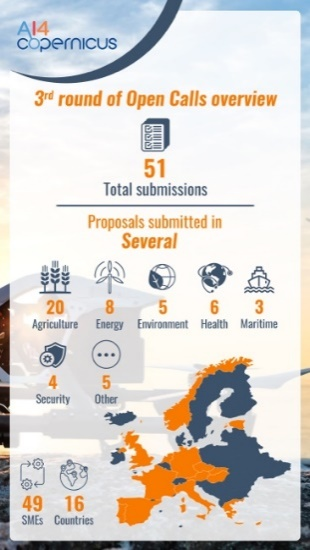 AI4
COPERNICUS
3rd round of Open Calls overview
51
Total submissions
Proposals submitted in
Several
20
Agriculture
8
Energy
5
Environment
6
Health
3
Maritime
4
Security
5
Other
49
SMEs
16
Countries